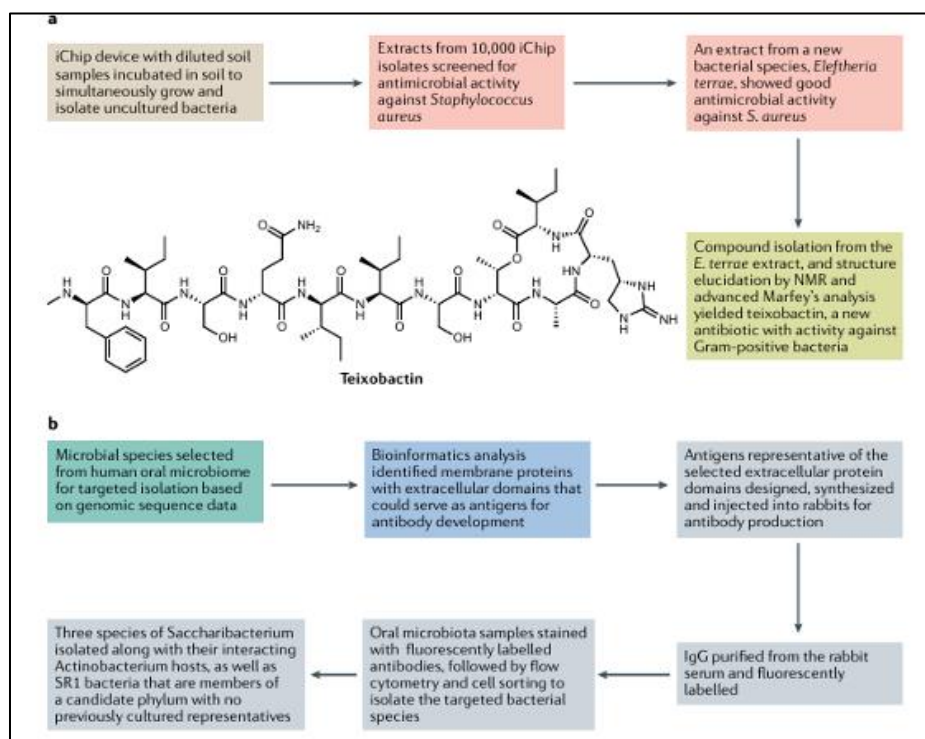 a
iChip device with diluted soil
samples incubated in soil to
simultaneously grow and
isolate uncultured bacteria
Extracts from 10,000 iChip
isolates screened for
antimicrobial activity
against Staphylococcus
aureus
An extract from a new
bacterial species, Eleftheria
terrae, showed good
antimicrobial activity
against S. aureus
O
NH2
H
N
O
N
H
O
H
N
OH
O
N
H
O
H
N
O
N
H
O
H
N
OH
O
N
H
O
O
H
N
O
O
NH
HN
O
NH
N
H
NH
Teixobactin
Compound isolation from the
E. terrae extract, and structure
elucidation by NMR and
advanced Marfey's analysis
yielded teixobactin, a new
antibiotic with activity against
Gram-positive bacteria
b
Microbial species selected
from human oral microbiome
for targeted isolation based
on genomic sequence data
Bioinformatics analysis
identified membrane proteins
with extracellular domains that
could serve as antigens for
antibody development
Antigens representative of the
selected extracellular protein
domains designed, synthesized
and injected into rabbits for
antibody production
IgG purified from the rabbit
serum and fluorescently
labelled
Oral microbiota samples stained
with fluorescently labelled
antibodies, followed by flow
cytometry and cell sorting to
isolate the targeted bacterial
species
Three species of Saccharibacterium
isolated along with their interacting
Actinobacterium hosts, as well as
SR1 bacteria that are members of
a candidate phylum with no
previously cultured representatives